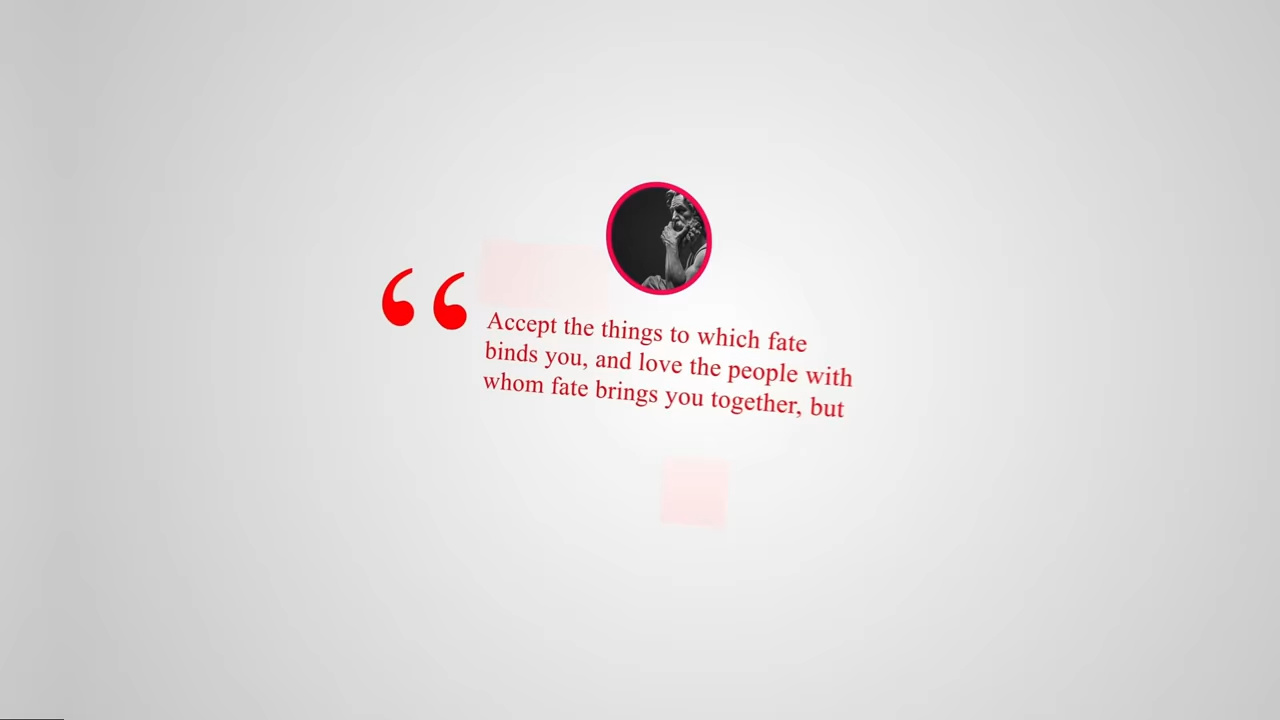 “
Accept the things to which fate
binds you, and love the people with
whom fate brings you together, but